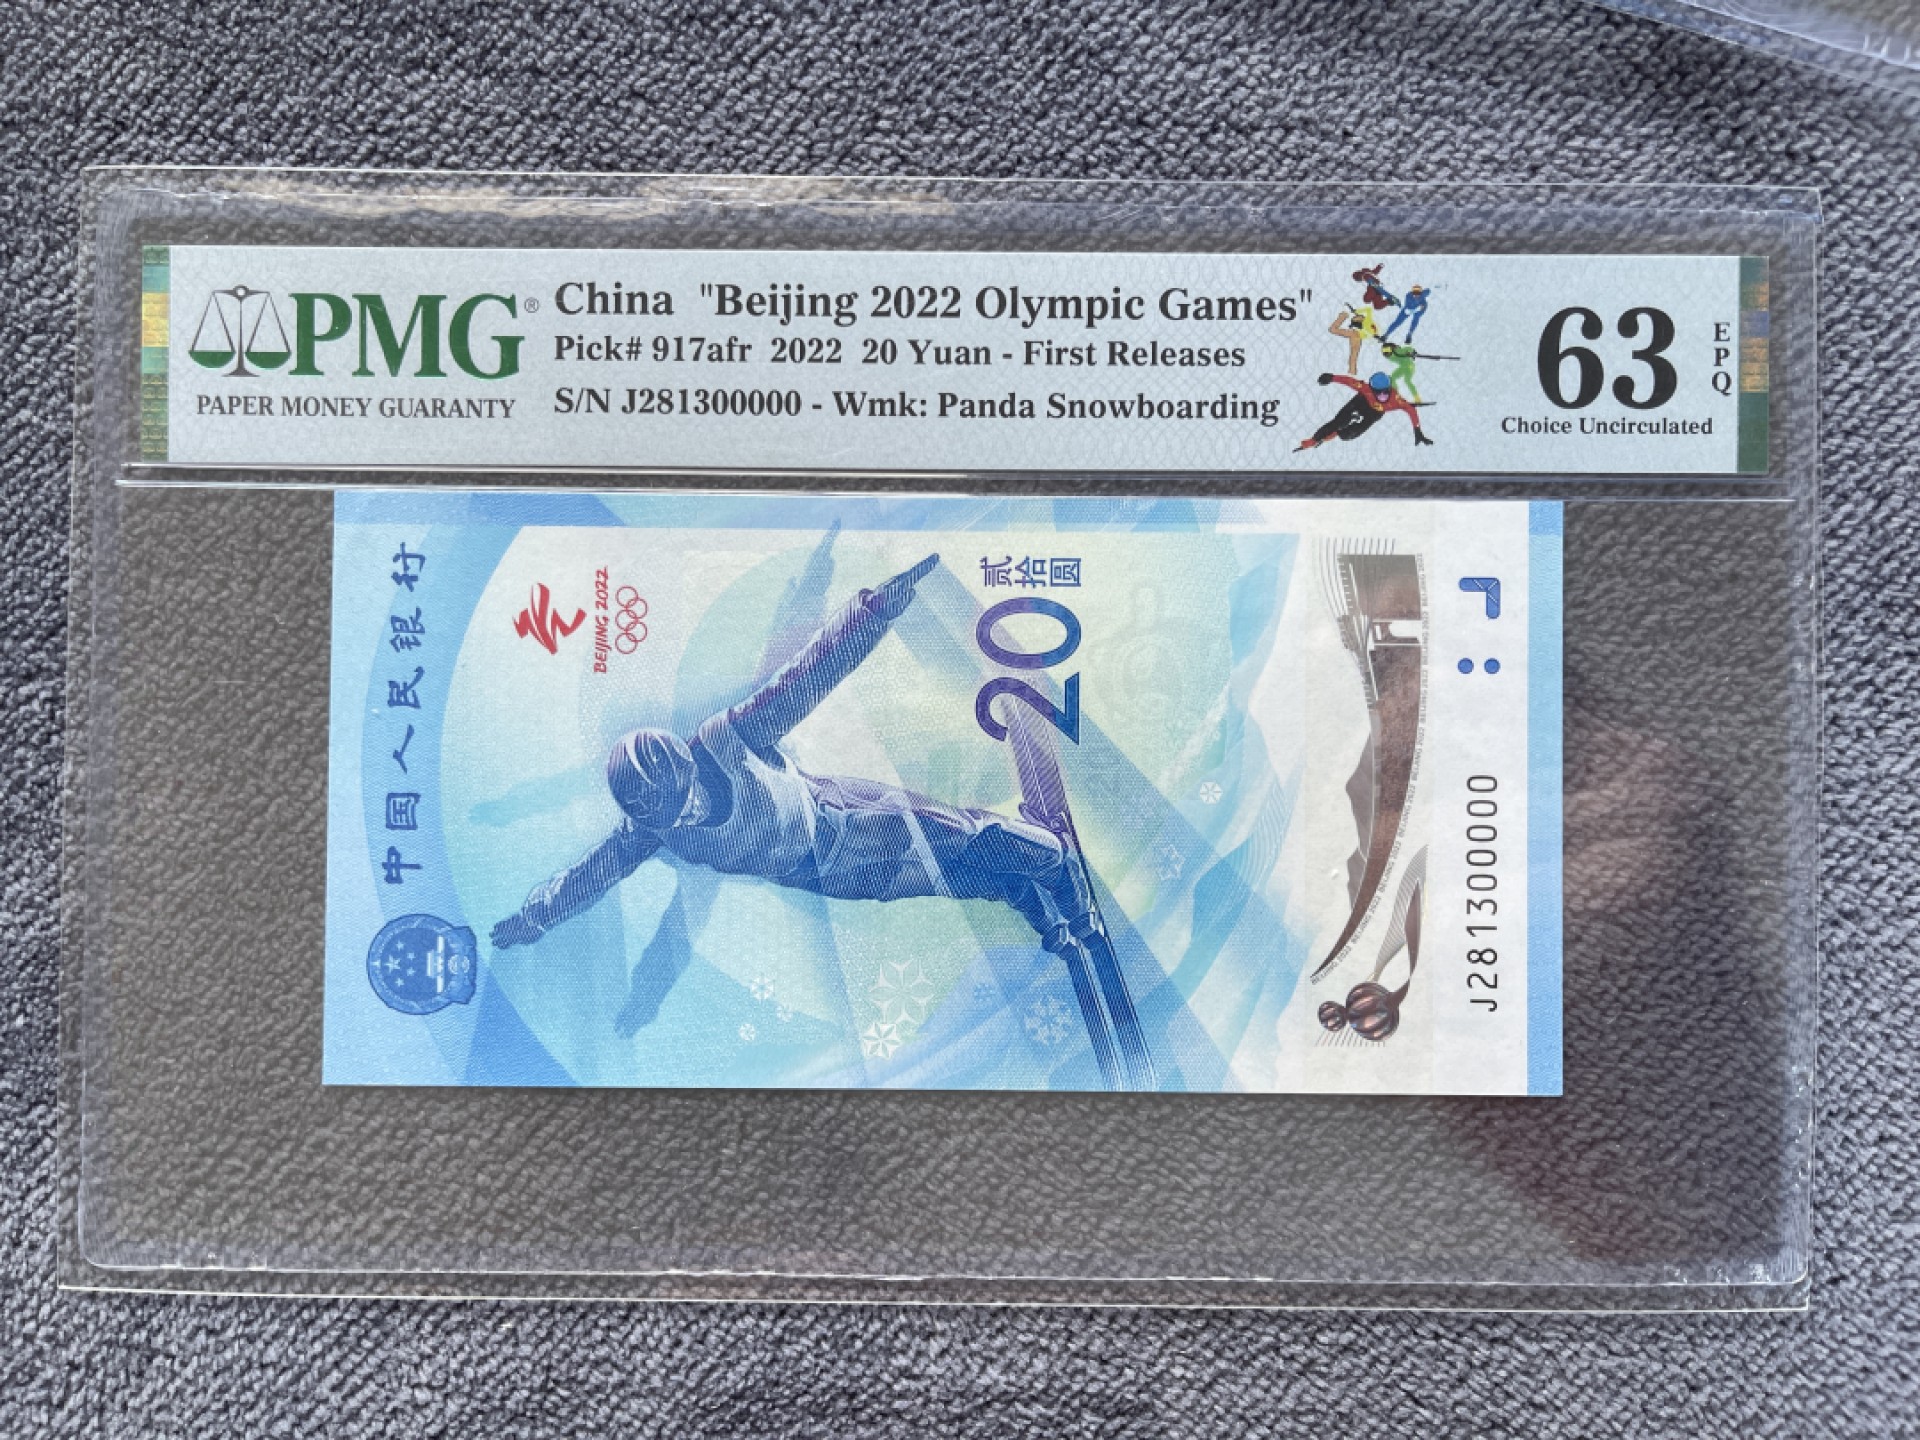 PMG®
PAPER MONEY GUARANTY
China "Beijing 2022 Olympic Games"
Pick# 917afr 2022 20 Yuan - First Releases
S/N J281300000 - Wmk: Panda Snowboarding
63
EPQ
Choice Uncirculated
中国人民银行
BEIJING 2022
贰拾圆
20
J281300000